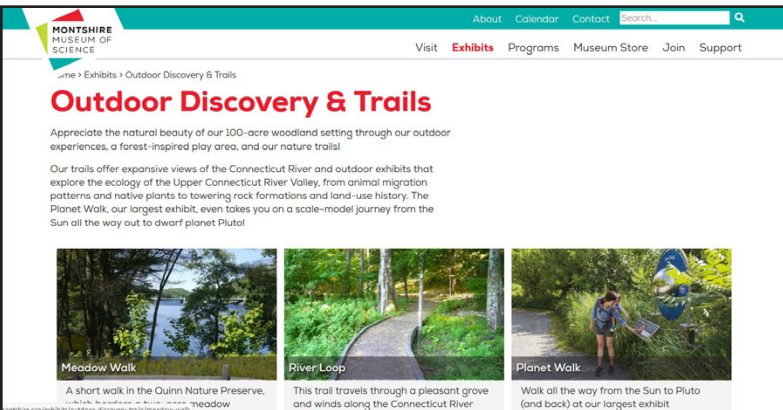 About Calendar Contact Search...
MONTSHIRE
MUSEUM OF
SCIENCE
Visit Exhibits Programs Museum Store Join Support
> Exhibits > Outdoor Discovery & Trails
Outdoor Discovery & Trails
Appreciate the natural beauty of our 100-acre woodland setting through our outdoor
experiences, a forest-inspired play area, and our nature trails!
Our trails offer expansive views of the Connecticut River and outdoor exhibits that
explore the ecology of the Upper Connecticut River Valley, from animal migration
patterns and native plants to towering rock formations and land-use history. The
Planet Walk, our largest exhibit, even takes you on a scale-model journey from the
Sun all the way out to dwarf planet Pluto!
Meadow Walk
River Loop
Planet Walk
A short walk in the Quinn Nature Preserve,
which borders a two-acre meadow
This trail travels through a pleasant grove
and winds along the Connecticut River
Walk all the way from the Sun to Pluto
(and back) at our largest exhibit